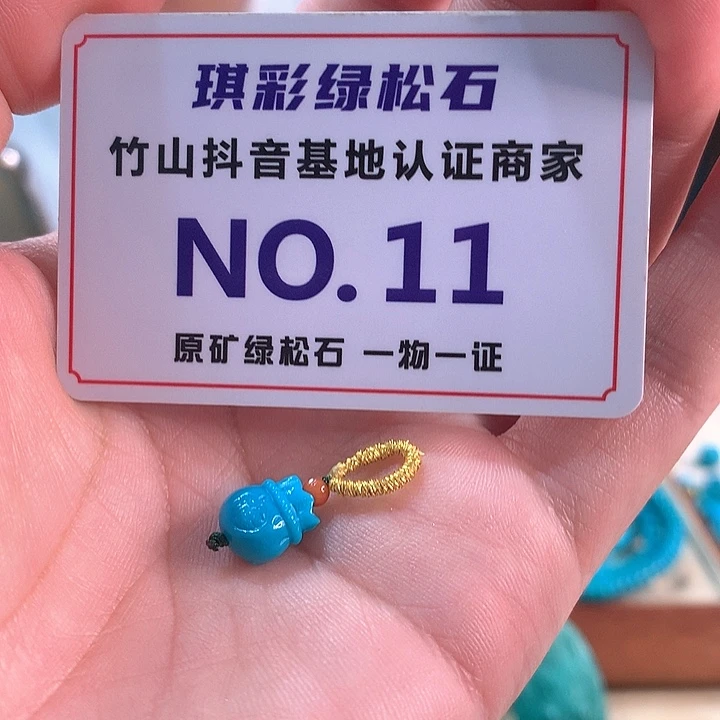 琪彩绿松石
竹山抖音基地认证商家
NO.11
原矿绿松石 一物一证